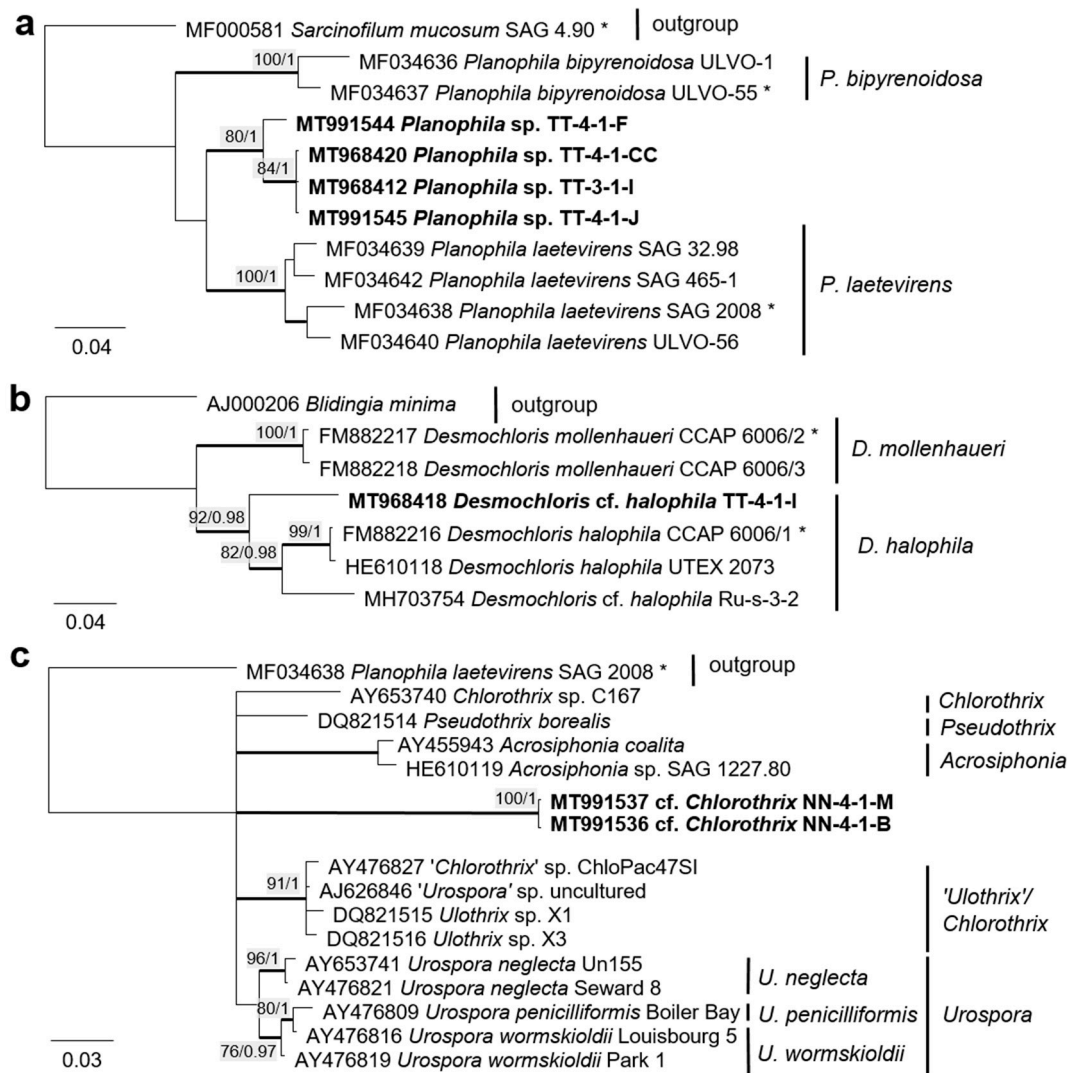 a
MF000581 Sarcinofilum mucosum SAG 4.90 *
outgroup
100/1
MF034636 Planophila bipyrenoidosa ULVO-1
MF034637 Planophila bipyrenoidosa ULVO-55 *
P. bipyrenoidosa
80/1
MT991544 Planophila sp. TT-4-1-F
84/1
MT968420 Planophila sp. TT-4-1-CC
MT968412 Planophila sp. TT-3-1-I
MT991545 Planophila sp. TT-4-1-J
100/1
MF034639 Planophila laetevirens SAG 32.98
MF034642 Planophila laetevirens SAG 465-1
MF034638 Planophila laetevirens SAG 2008 *
MF034640 Planophila laetevirens ULVO-56
P. laetevirens
0.04
b
AJ000206 Blidingia minima
outgroup
100/1
FM882217 Desmochloris mollenhaueri CCAP 6006/2 *
FM882218 Desmochloris mollenhaueri CCAP 6006/3
D. mollenhaueri
92/0.98
MT968418 Desmochloris cf. halophila TT-4-1-I
82/0.98
99/1
FM882216 Desmochloris halophila CCAP 6006/1 *
HE610118 Desmochloris halophila UTEX 2073
MH703754 Desmochloris cf. halophila Ru-s-3-2
D. halophila
0.04
c
MF034638 Planophila laetevirens SAG 2008 *
outgroup
AY653740 Chlorothrix sp. C167
Chlorothrix
DQ821514 Pseudothrix borealis
Pseudothrix
AY455943 Acrosiphonia coalita
HE610119 Acrosiphonia sp. SAG 1227.80
Acrosiphonia
100/1
MT991537 cf. Chlorothrix NN-4-1-M
MT991536 cf. Chlorothrix NN-4-1-B
91/1
AY476827 'Chlorothrix' sp. ChloPac47SI
AJ626846 'Urospora' sp. uncultured
DQ821515 Ulothrix sp. X1
DQ821516 Ulothrix sp. X3
'Ulothrix'/
Chlorothrix
96/1
AY653741 Urospora neglecta Un155
AY476821 Urospora neglecta Seward 8
U. neglecta
80/1
AY476809 Urospora penicilliformis Boiler Bay
U. penicilliformis
Urospora
76/0.97
AY476816 Urospora wormskioldii Louisbourg 5
AY476819 Urospora wormskioldii Park 1
U. wormskioldii
0.03